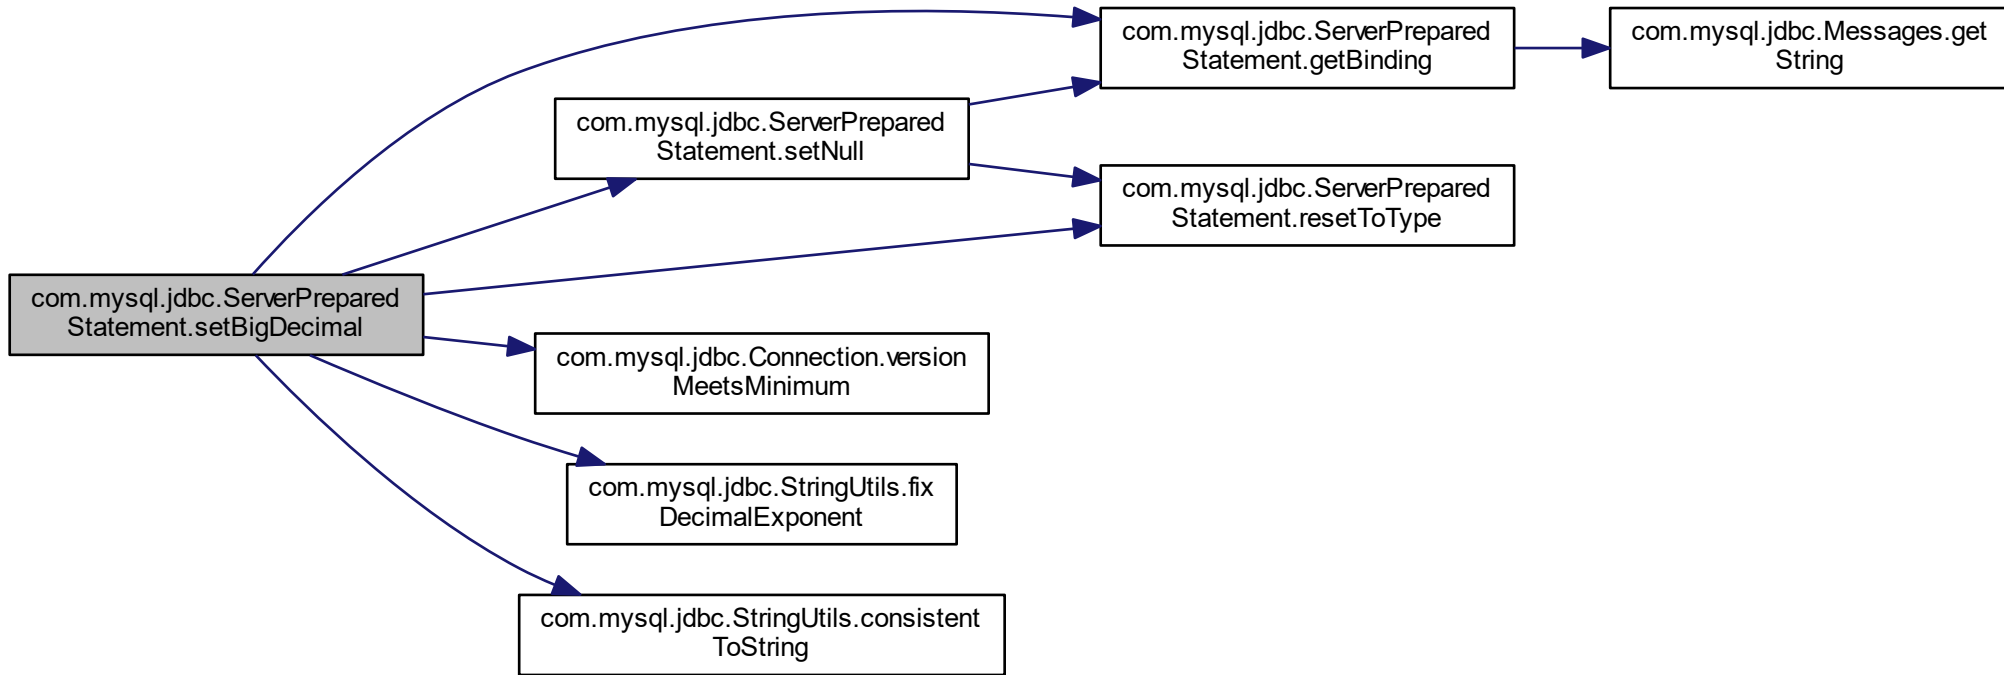 com.mysql.jdbc.ServerPrepared
Statement.getBinding
com.mysql.jdbc.Messages.get
String
com.mysql.jdbc.ServerPrepared
Statement.setNull
com.mysql.jdbc.ServerPrepared
Statement.resetToType
com.mysql.jdbc.ServerPrepared
Statement.setBigDecimal
com.mysql.jdbc.Connection.version
MeetsMinimum
com.mysql.jdbc.StringUtils.fix
DecimalExponent
com.mysql.jdbc.StringUtils.consistent
ToString